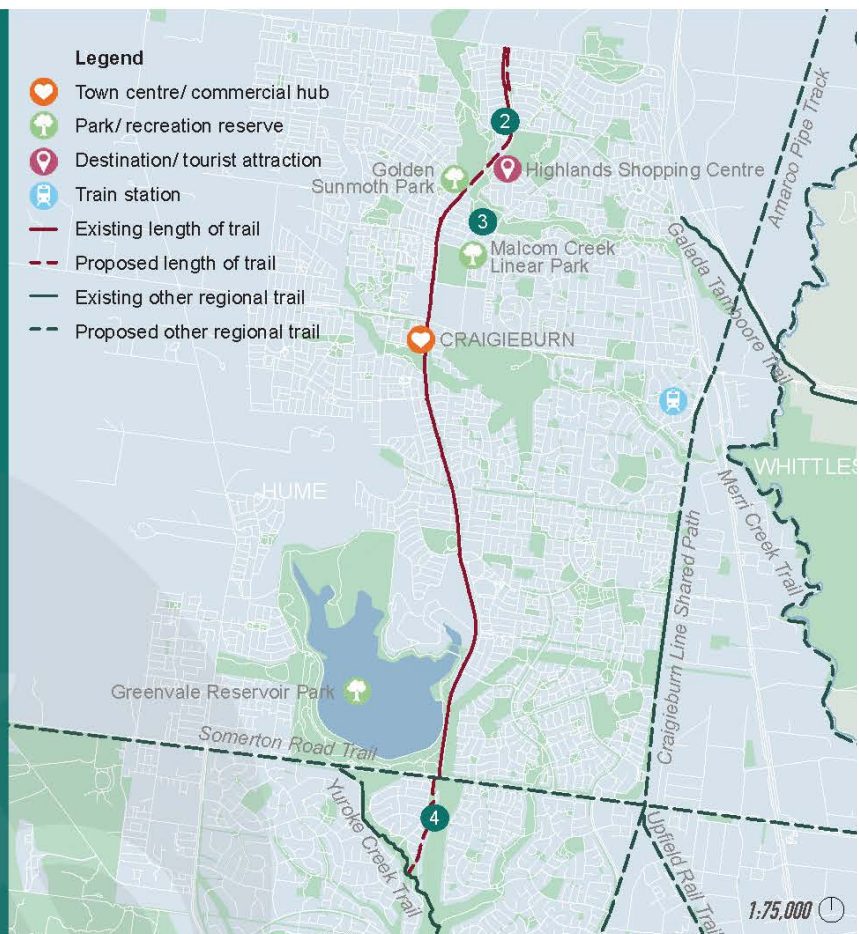 Legend
Town centre/ commercial hub
Park/ recreation reserve
Destination/ tourist attraction
Train station
Existing length of trail
Proposed length of trail
Existing other regional trail
Proposed other regional trail
2
Golden
Sunmoth Park
Highlands Shopping Centre
3
Malcom Creek
Linear Park
Amaroo Pipe Track
Galada Tamboore Trail
CRAIGIEBURN
HUME
WHITTLES
Merri Creek Trail
Craigieburn Line Shared Path
Greenvale Reservoir Park
Somerton Road Trail
Yuroke Creek Trail
4
Upfield Rail Trail
1:75,000